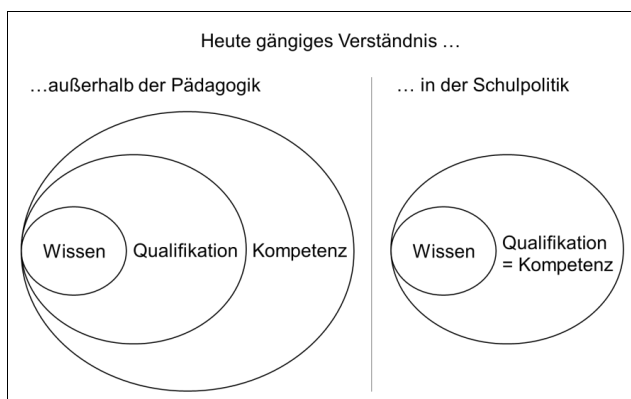 Heute gängiges Verständnis …
…außerhalb der Pädagogik
… in der Schulpolitik
Wissen
Qualifikation
Kompetenz
Wissen
Qualifikation
= Kompetenz